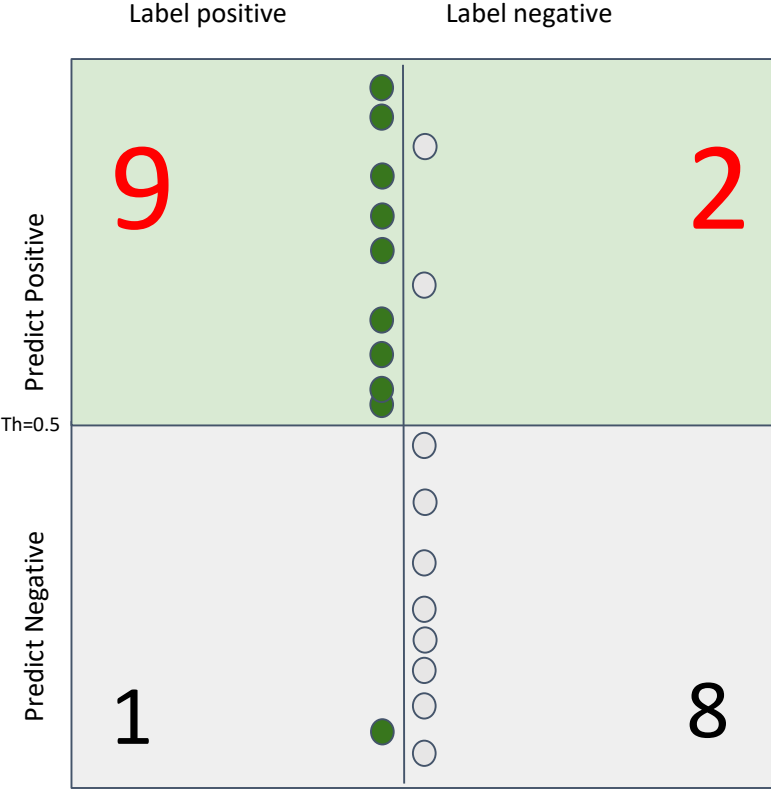 Label positive
Label negative
9
2
Predict Positive
Th=0.5
Predict Negative
1
8